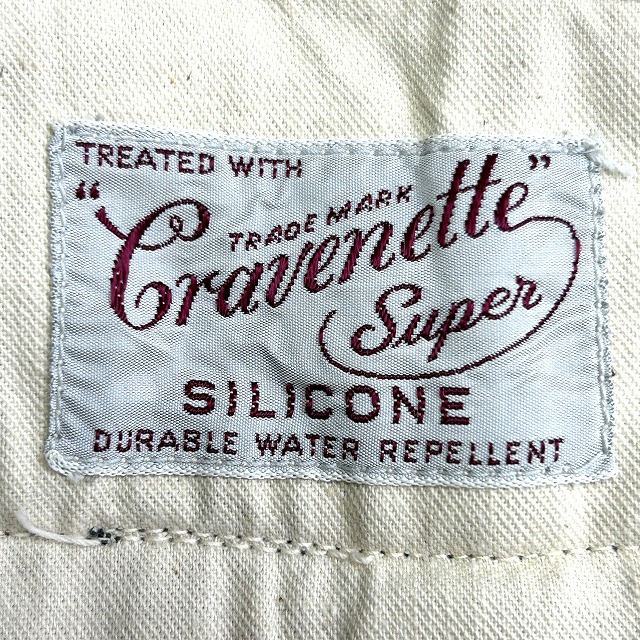 TREATED WITH
TRADE MARK
"Cravenette"
Super
SILICONE
DURABLE WATER REPELLENT